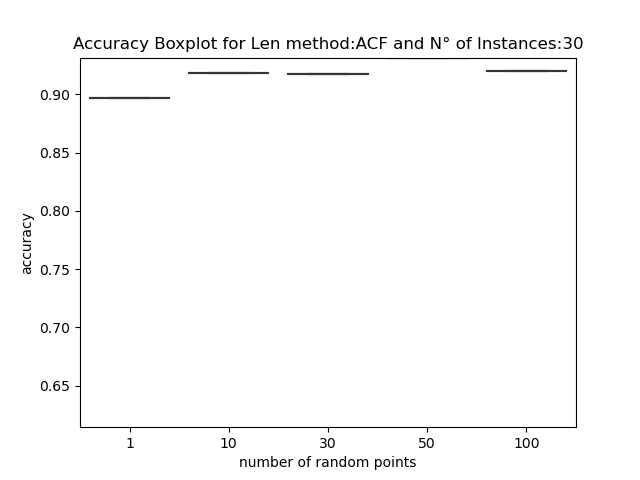 Accuracy Boxplot for Len method:ACF and N° of Instances:30
0.90
0.85
0.80
0.75
0.70
0.65
accuracy
1 10 30 50 100
number of random points